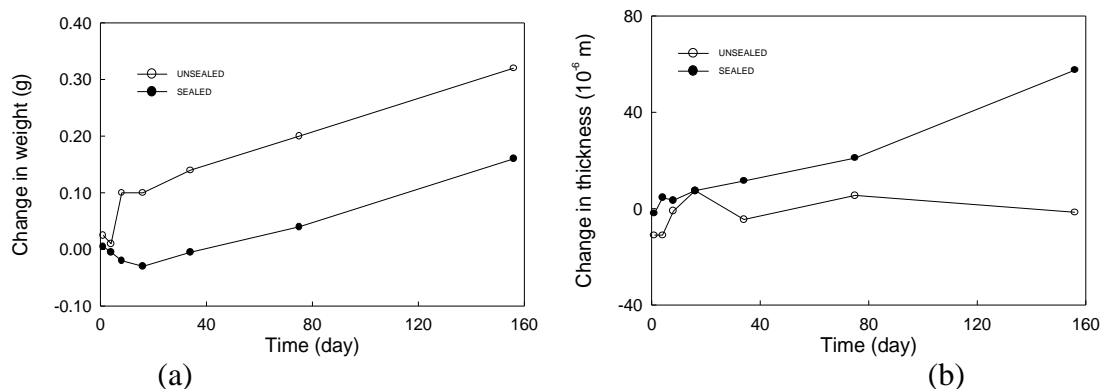 0.40
0.30
0.20
0.10
0.00
-0.10
Change in weight (g)
UNSEALED
SEALED
0 40 80 120 160
Time (day)
(a)
80
40
0
-40
Change in thickness (10⁻⁶ m)
UNSEALED
SEALED
0 40 80 120 160
Time (day)
(b)